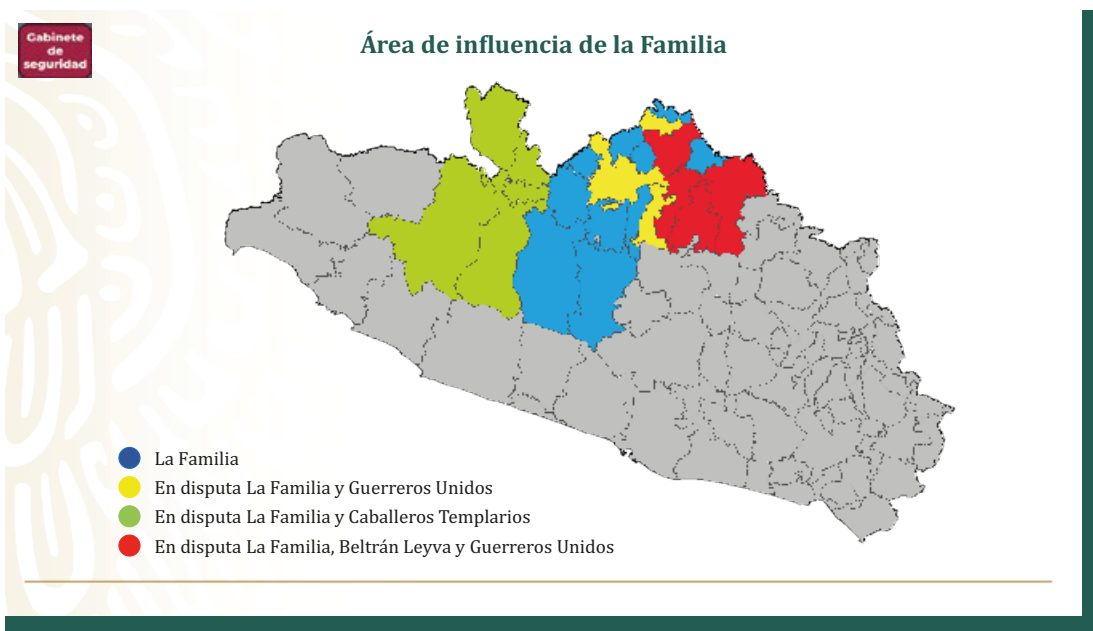 Gabinete
de
seguridad
Área de influencia de la Familia
La Familia
En disputa La Familia y Guerreros Unidos
En disputa La Familia y Caballeros Templarios
En disputa La Familia, Beltrán Leyva y Guerreros Unidos